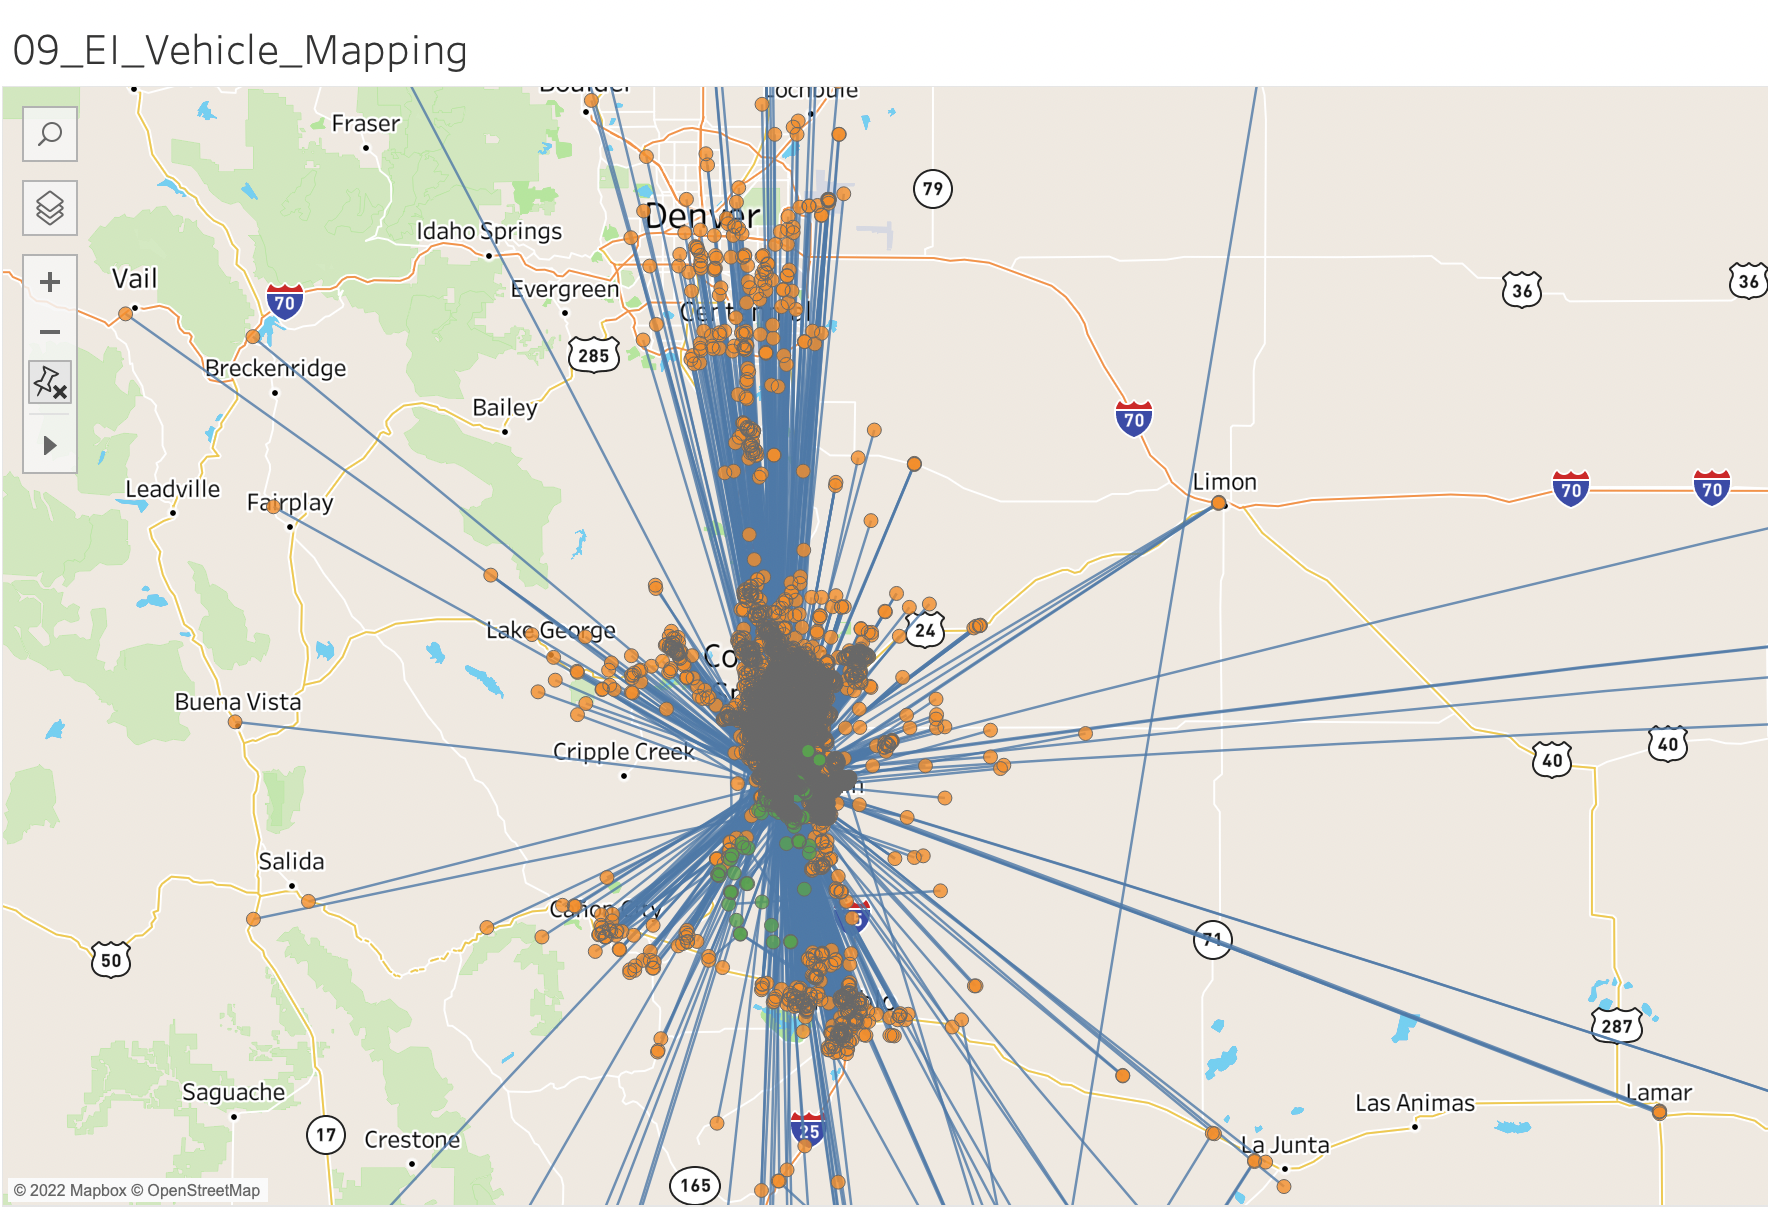 09_EI_Vehicle_Mapping
Boulder
Lochbuie
Fraser
79
Denver
Idaho Springs
Vail
70
Evergreen
36
36
Centennial
285
Breckenridge
Bailey
70
Limon
70
70
Leadville
Fairplay
Lake George
24
Co
Buena Vista
Cripple Creek
40
40
Salida
Canon City
50
71
287
Saguache
Las Animas
Lamar
17
Crestone
25
La Junta
165
© 2022 Mapbox © OpenStreetMap